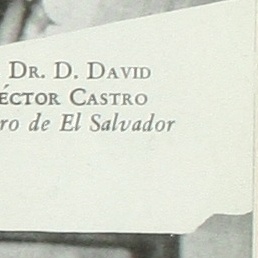 Dr. D. David
éctor Castro
ro de El Salvador